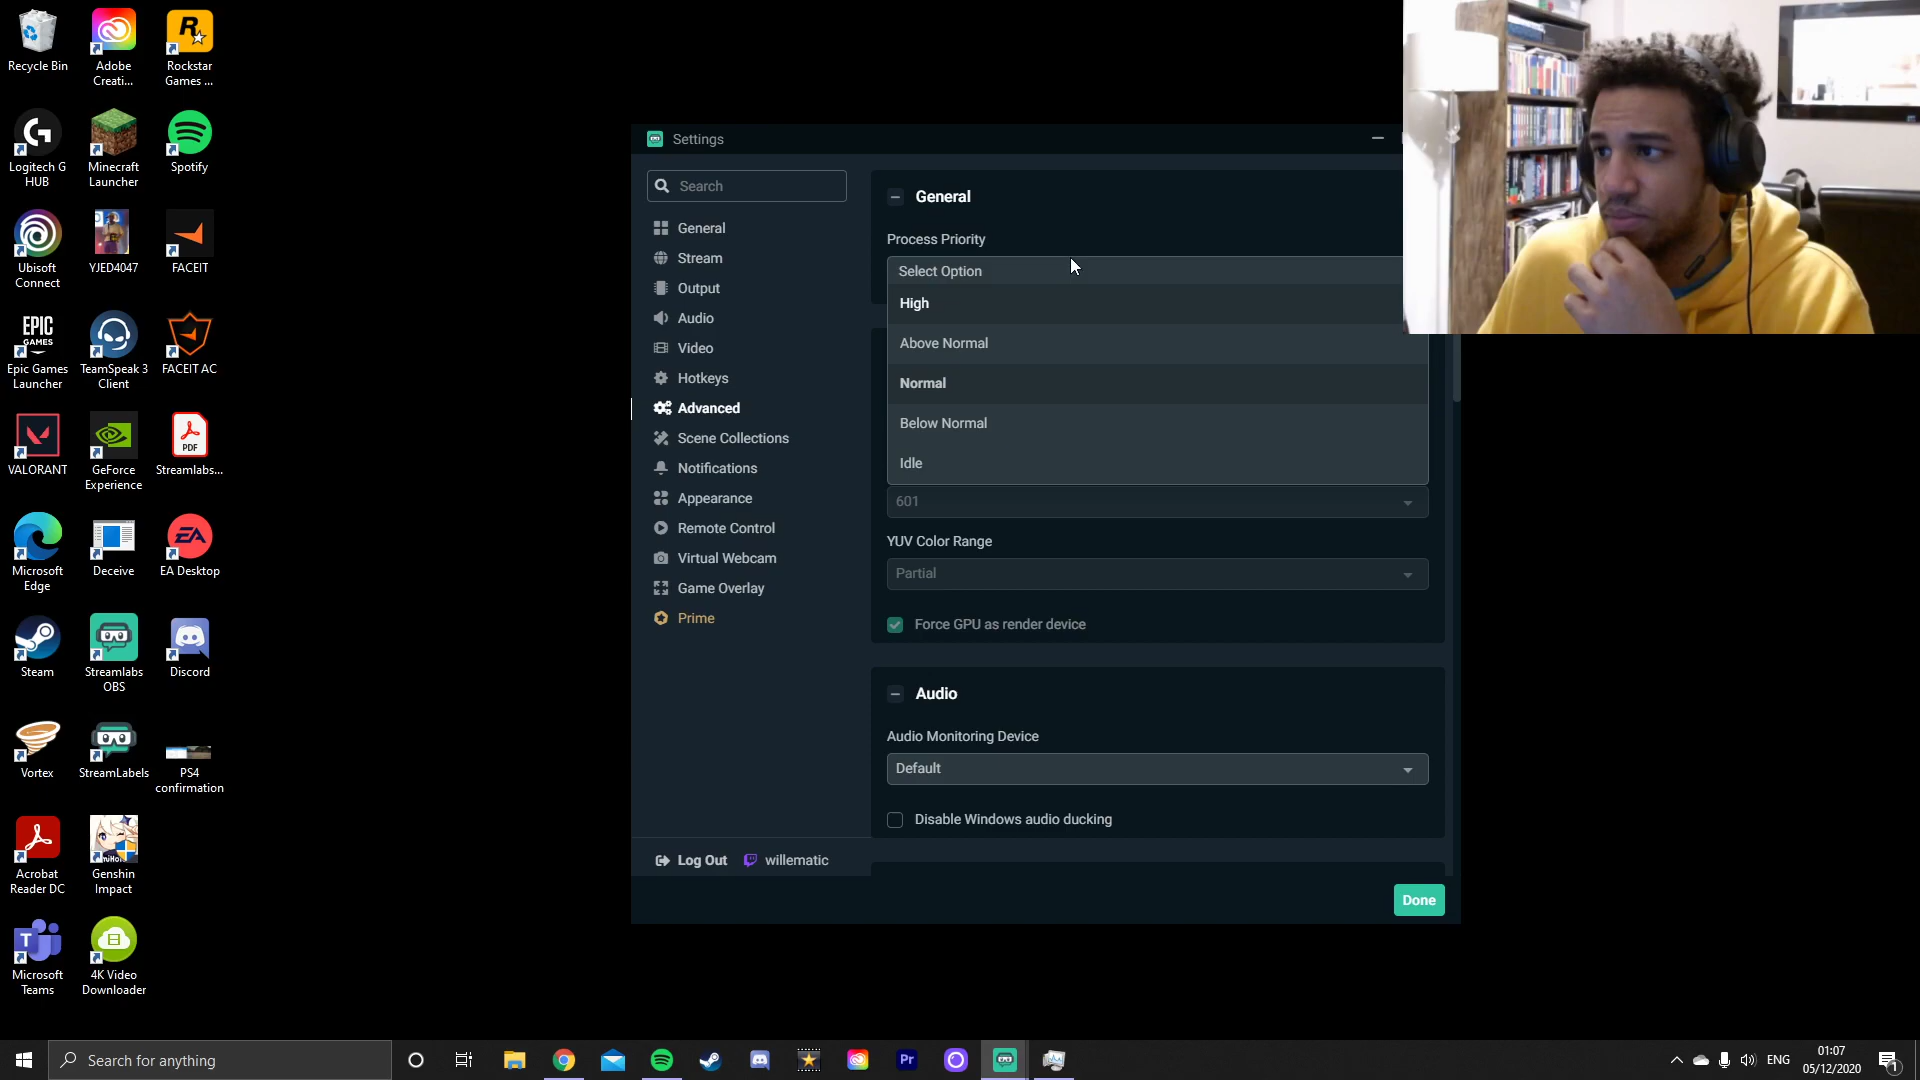 Recycle Bin
Adobe
Creati...
Rockstar
Games ...
Logitech G
HUB
Minecraft
Launcher
Spotify
Ubisoft
Connect
YJED4047
FACEIT
EPIC
GAMES
Epic Games
Launcher
TeamSpeak 3
Client
FACEIT AC
VALORANT
GeForce
Experience
PDF
Streamlabs...
Microsoft
Edge
Deceive
EA
EA Desktop
Steam
Streamlabs
OBS
Discord
Vortex
StreamLabels
PS4
confirmation
Acrobat
Reader DC
Genshin
Impact
Microsoft
Teams
4K Video
Downloader
Settings
Search
General
Stream
Output
Audio
Video
Hotkeys
Advanced
Scene Collections
Notifications
Appearance
Remote Control
Virtual Webcam
Game Overlay
Prime
Log Out
willematic
General
Process Priority
Select Option
High
Above Normal
Normal
Below Normal
Idle
601
YUV Color Range
Partial
Force GPU as render device
Audio
Audio Monitoring Device
Default
Disable Windows audio ducking
Done
Search for anything
Pr
ENG
01:07
05/12/2020
1